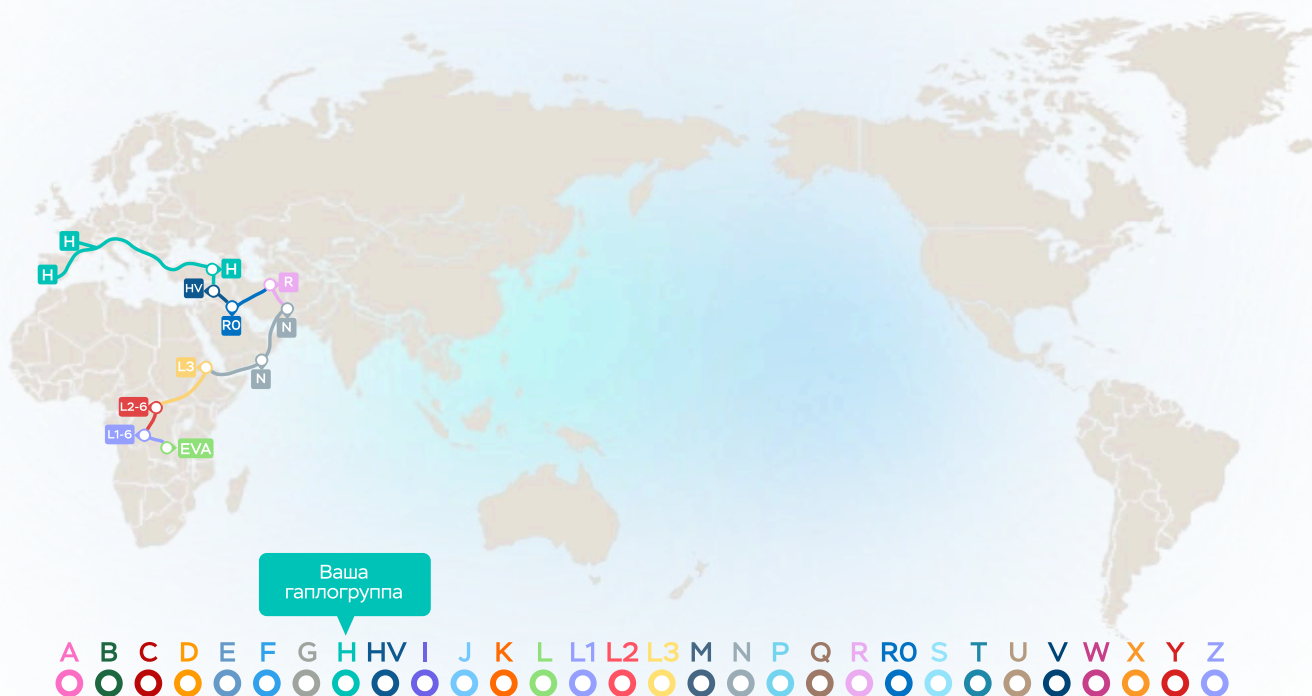 H
H
H
HV
R
R0
N
L3
N
L2-6
L1-6
EVA
Ваша
гаплогруппа
A B C D E F G H HV I J K L L1 L2 L3 M N P Q R R0 S T U V W X Y Z